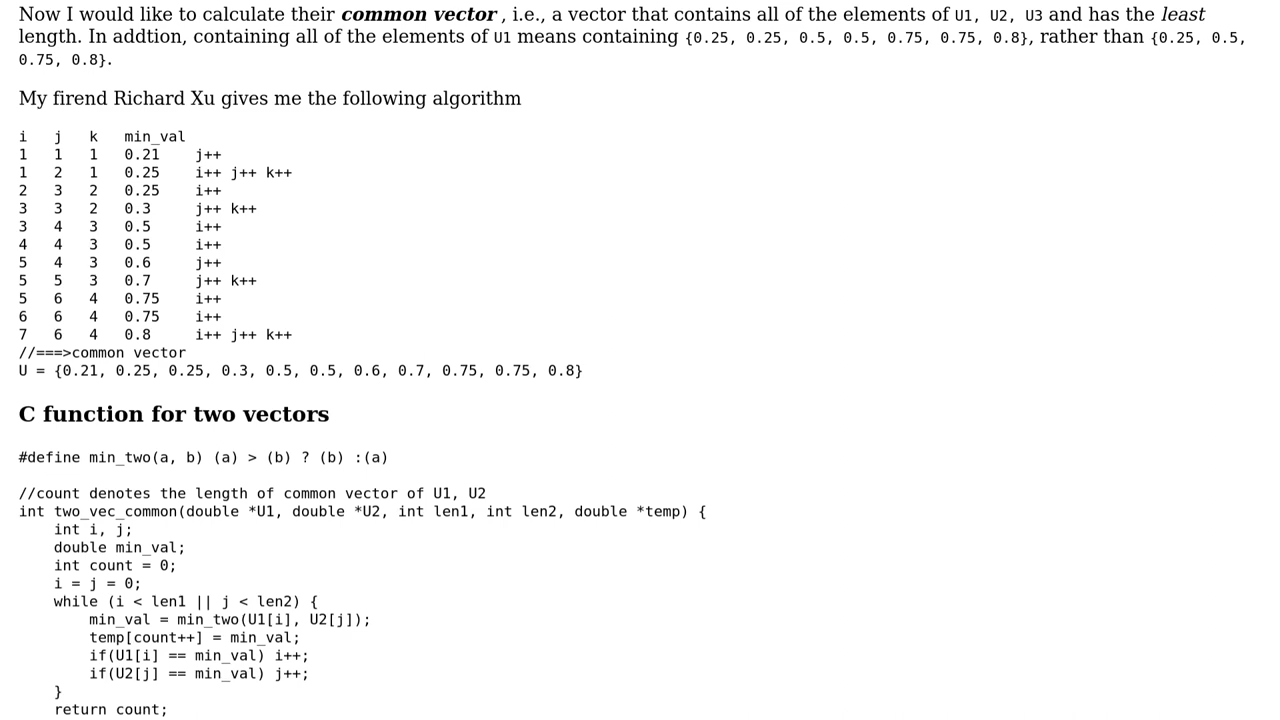 Now I would like to calculate their common vector , i.e., a vector that contains all of the elements of U1, U2, U3 and has the least
length. In addtion, containing all of the elements of U1 means containing {0.25, 0.25, 0.5, 0.5, 0.75, 0.75, 0.8}, rather than {0.25, 0.5,
0.75, 0.8}.
My firend Richard Xu gives me the following algorithm
i   j   k   min_val
1   1   1   0.21    j++
1   2   1   0.25    i++ j++ k++
2   3   2   0.25    i++
3   3   2   0.3     j++ k++
3   4   3   0.5     i++
4   4   3   0.5     i++
5   4   3   0.6     j++
5   5   3   0.7     j++ k++
5   6   4   0.75    i++
6   6   4   0.75    i++
7   6   4   0.8     i++ j++ k++
//===>common vector
U = {0.21, 0.25, 0.25, 0.3, 0.5, 0.5, 0.6, 0.7, 0.75, 0.75, 0.8}
C function for two vectors
#define min_two(a, b) (a) > (b) ? (b) :(a)
//count denotes the length of common vector of U1, U2
int two_vec_common(double *U1, double *U2, int len1, int len2, double *temp) {
    int i, j;
    double min_val;
    int count = 0;
    i = j = 0;
    while (i < len1 || j < len2) {
        min_val = min_two(U1[i], U2[j]);
        temp[count++] = min_val;
        if(U1[i] == min_val) i++;
        if(U2[j] == min_val) j++;
    }
    return count;